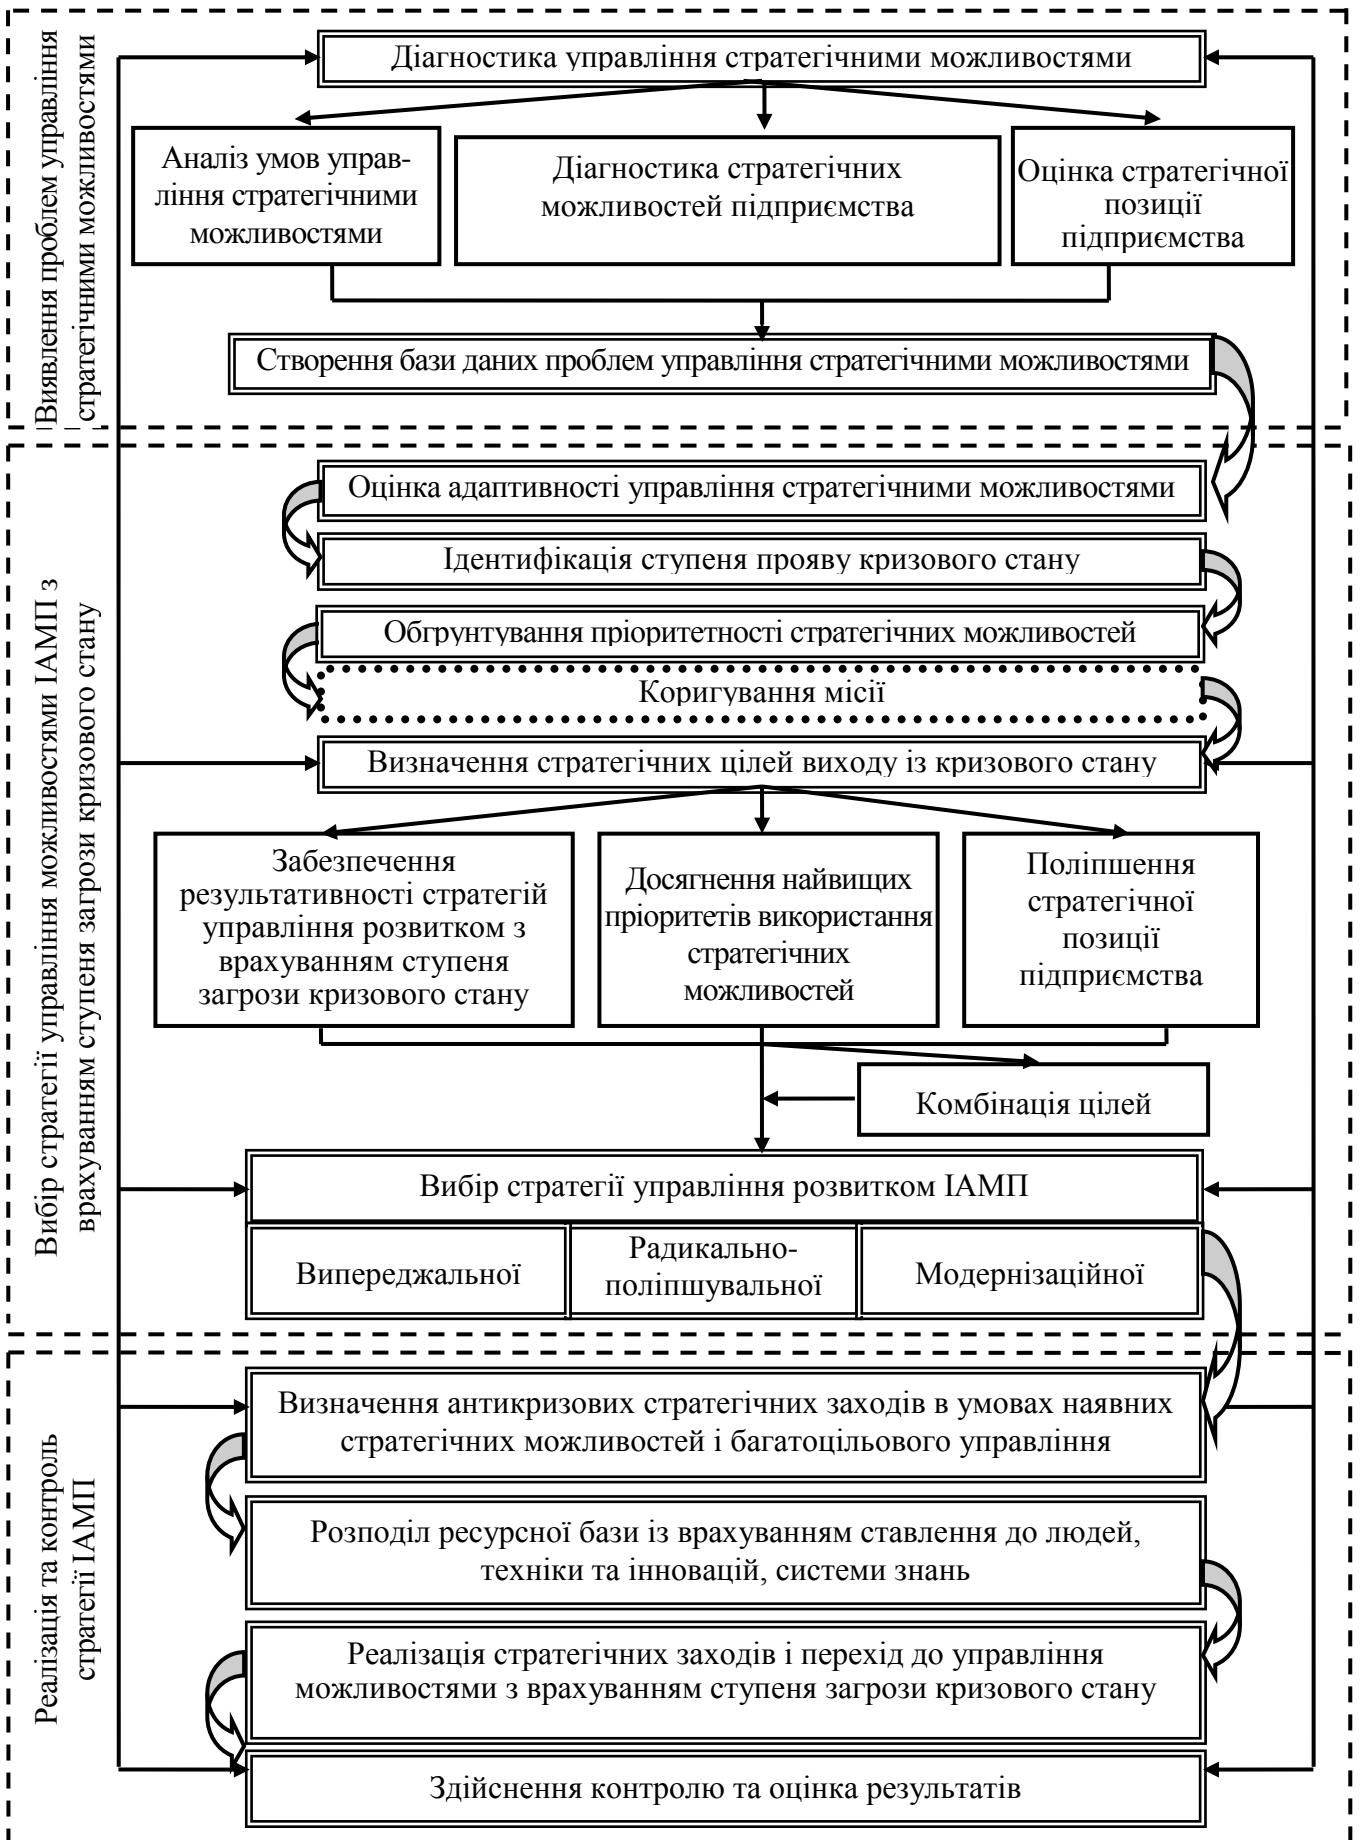 Виявлення проблем управління
стратегічними можливостями
Діагностика управління стратегічними можливостями
Аналіз умов управ-
ління стратегічними
можливостями
Діагностика стратегічних
можливостей підприємства
Оцінка стратегічної
позиції
підприємства
Створення бази даних проблем управління стратегічними можливостями
Вибір стратегії управління можливостями ІАМП з
врахуванням ступеня загрози кризового стану
Оцінка адаптивності управління стратегічними можливостями
Ідентифікація ступеня прояву кризового стану
Обгрунтування пріоритетності стратегічних можливостей
Коригування місії
Визначення стратегічних цілей виходу із кризового стану
Забезпечення
результативності стратегій
управління розвитком з
врахуванням ступеня
загрози кризового стану
Досягнення найвищих
пріоритетів використання
стратегічних
можливостей
Поліпшення
стратегічної
позиції
підприємства
Комбінація цілей
Вибір стратегії управління розвитком ІАМП
Випереджальної
Радикально-
поліпшувальної
Модернізаційної
Реалізація та контроль
стратегії ІАМП
Визначення антикризових стратегічних заходів в умовах наявних
стратегічних можливостей і багатоцільового управління
Розподіл ресурсної бази із врахуванням ставлення до людей,
техніки та інновацій, системи знань
Реалізація стратегічних заходів і перехід до управління
можливостями з врахуванням ступеня загрози кризового стану
Здійснення контролю та оцінка результатів